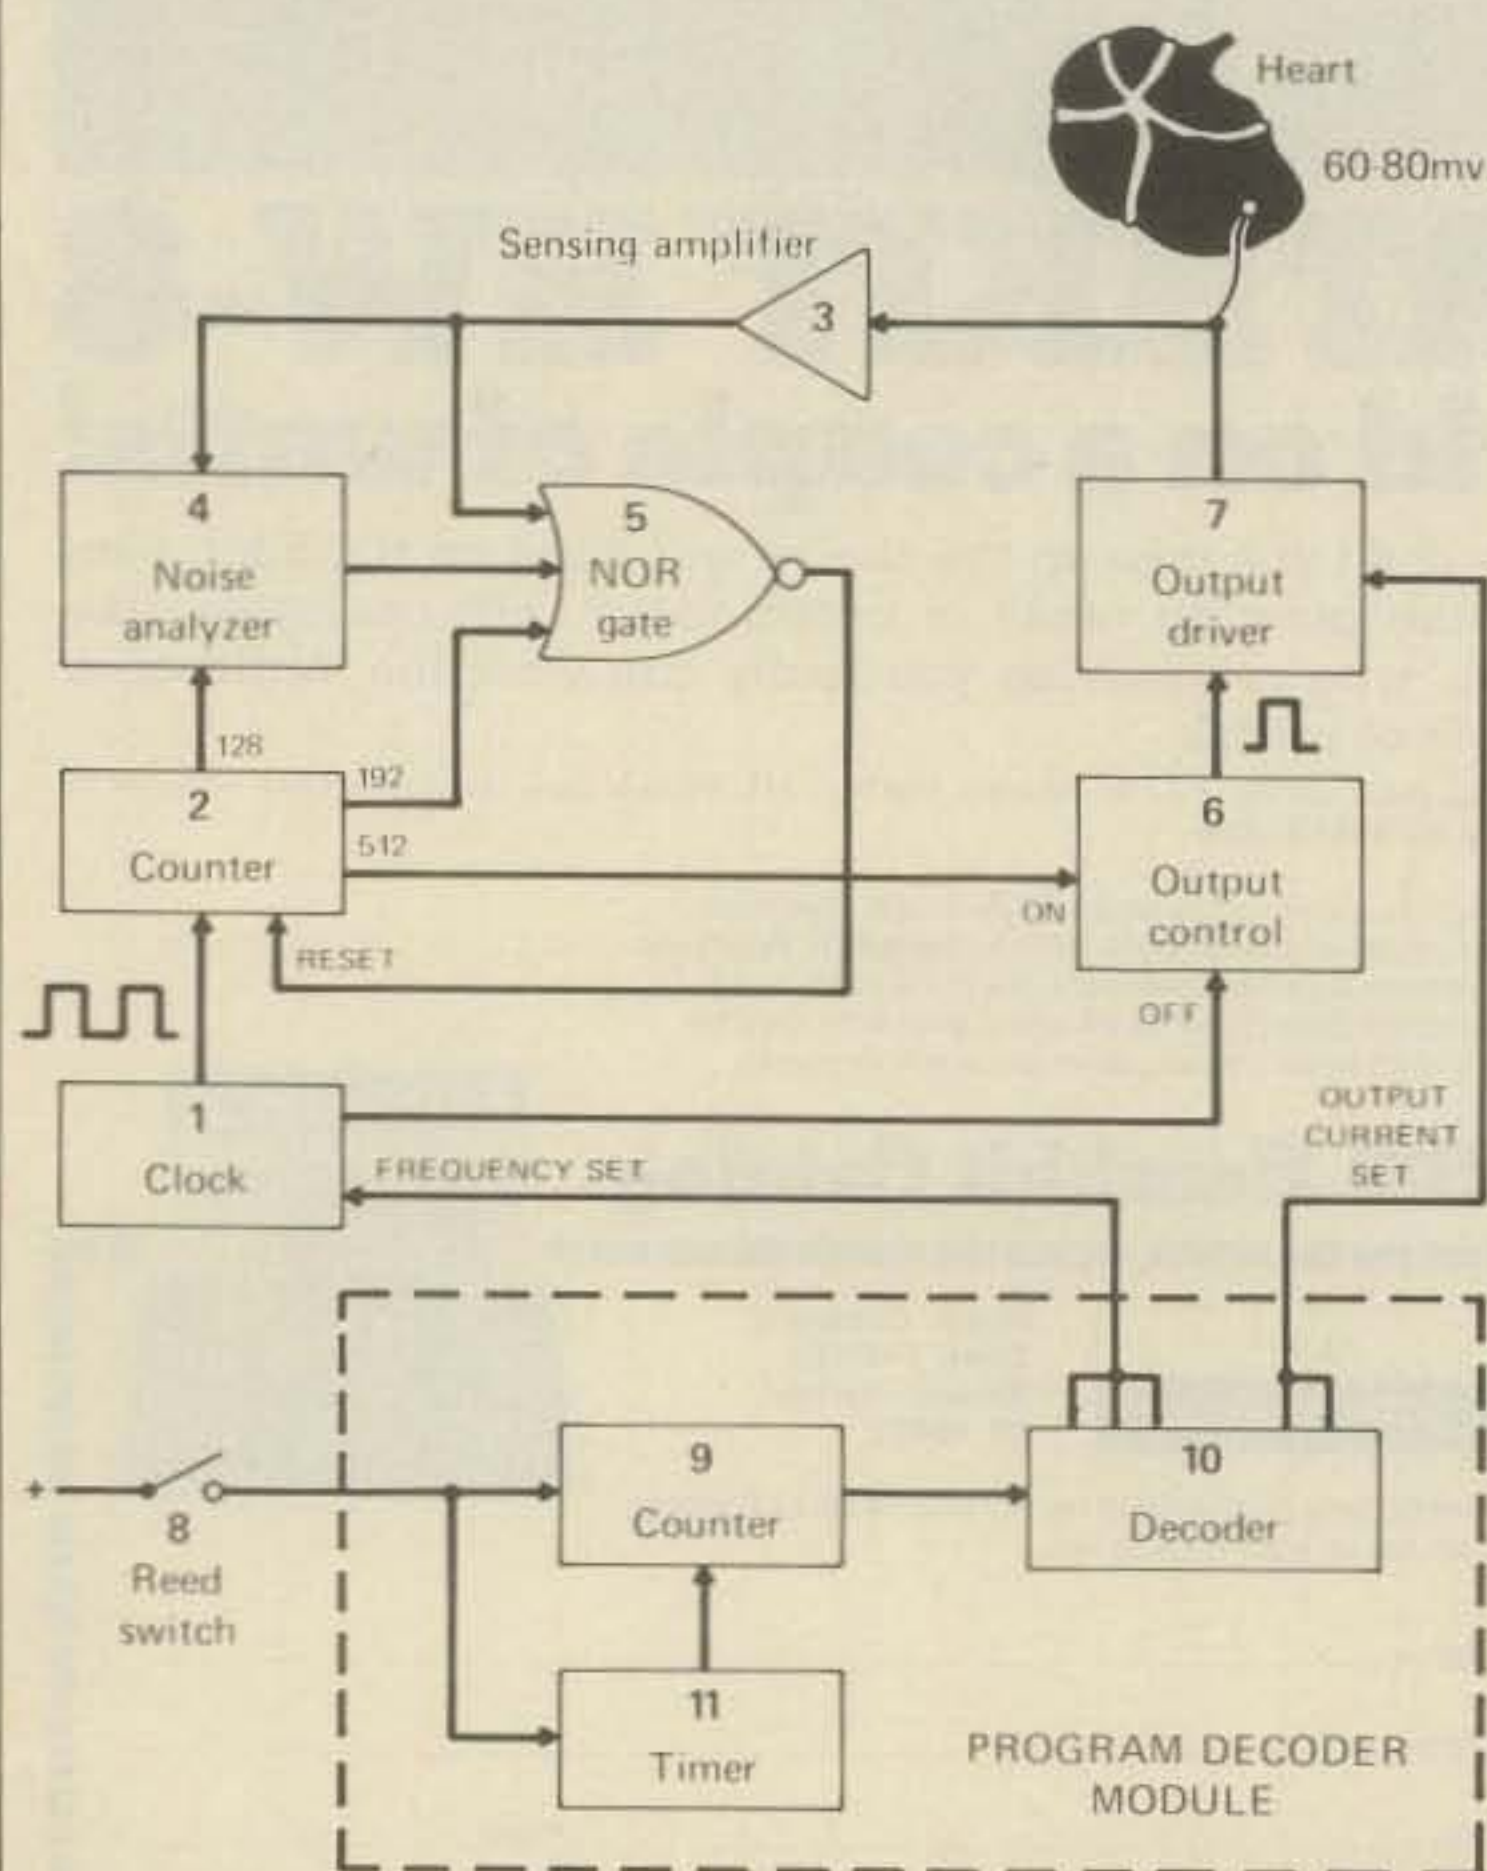 Heart
60-80mv
Sensing amplifier
3
4
Noise
analyzer
5
NOR
gate
7
Output
driver
128
192
512
2
Counter
6
Output
control
ON
RESET
OFF
1
Clock
FREQUENCY SET
OUTPUT
CURRENT
SET
+
8
Reed
switch
9
Counter
10
Decoder
11
Timer
PROGRAM DECODER
MODULE